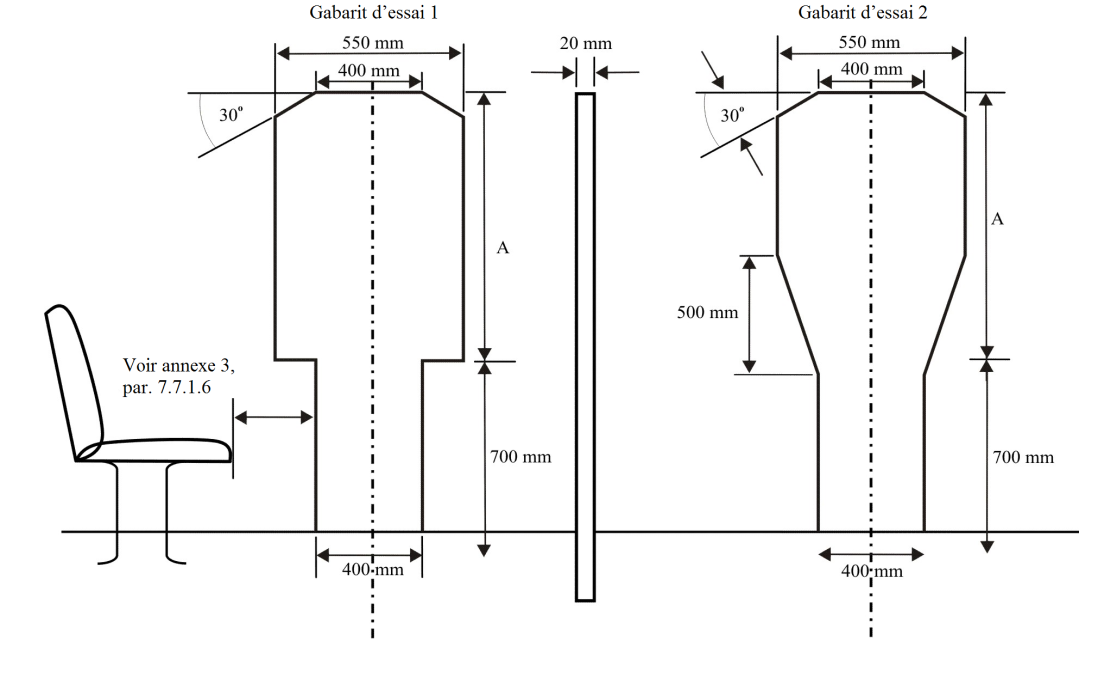 Gabarit d’essai 1
Gabarit d’essai 2
550 mm
20 mm
550 mm
400 mm
400 mm
30°
30°
A
A
500 mm
Voir annexe 3,
par. 7.7.1.6
700 mm
700 mm
400 mm
400 mm